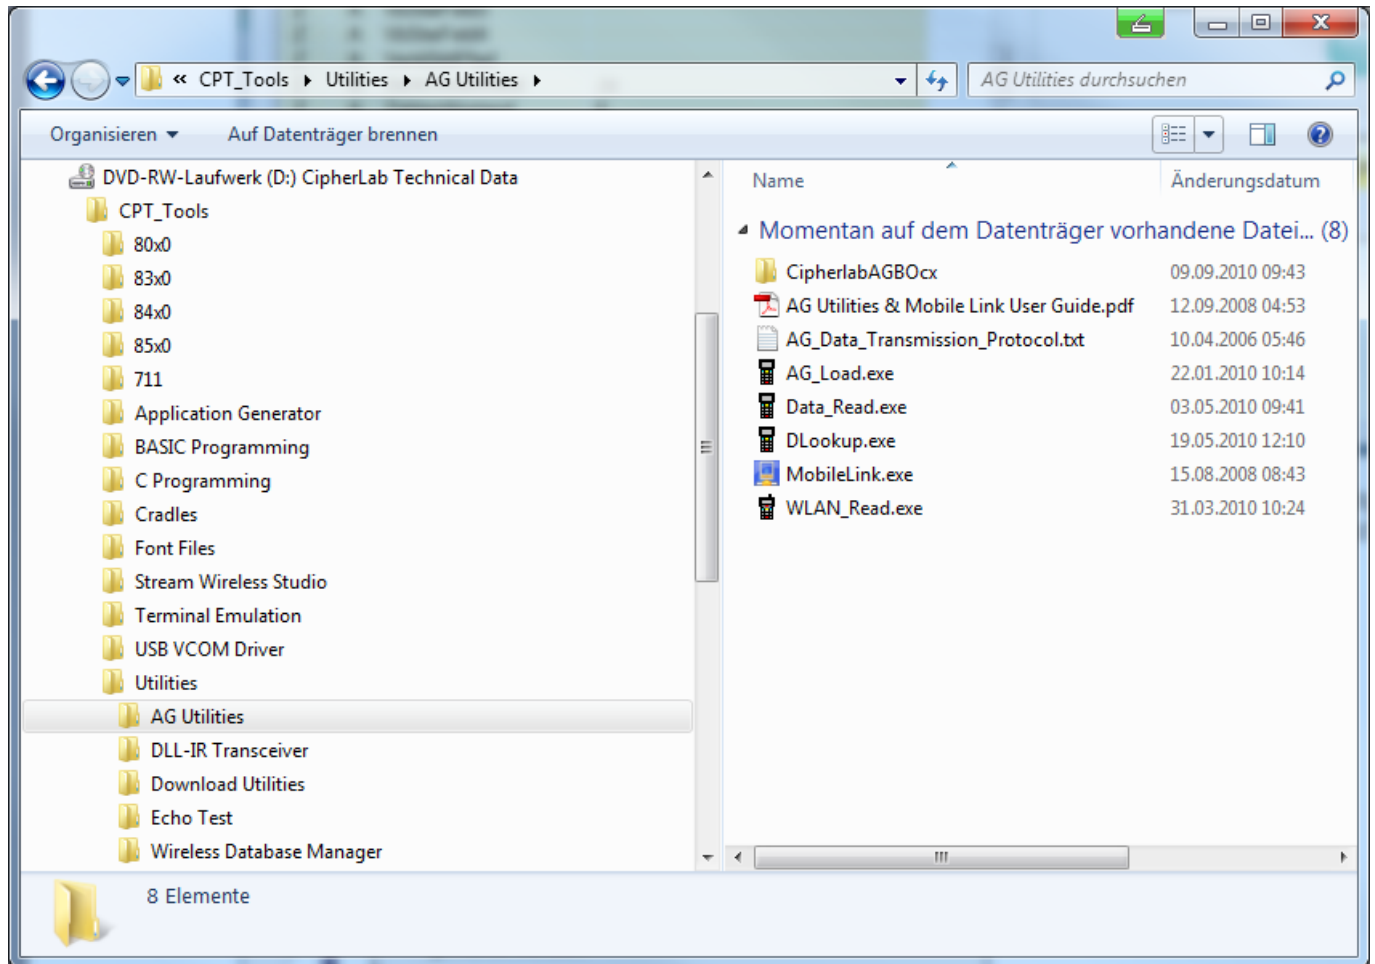 « CPT_Tools Utilities AG Utilities
AG Utilities durchsuchen
Organisieren Auf Datenträger brennen
DVD-RW-Laufwerk (D:) CipherLab Technical Data
CPT_Tools
80x0
83x0
84x0
85x0
711
Application Generator
BASIC Programming
C Programming
Cradles
Font Files
Stream Wireless Studio
Terminal Emulation
USB VCOM Driver
Utilities
AG Utilities
DLL-IR Transceiver
Download Utilities
Echo Test
Wireless Database Manager
Name Änderungsdatum
Momentan auf dem Datenträger vorhandene Datei... (8)
CipherlabAGBOcx 09.09.2010 09:43
AG Utilities & Mobile Link User Guide.pdf 12.09.2008 04:53
AG_Data_Transmission_Protocol.txt 10.04.2006 05:46
AG_Load.exe 22.01.2010 10:14
Data_Read.exe 03.05.2010 09:41
DLookup.exe 19.05.2010 12:10
MobileLink.exe 15.08.2008 08:43
WLAN_Read.exe 31.03.2010 10:24
8 Elemente